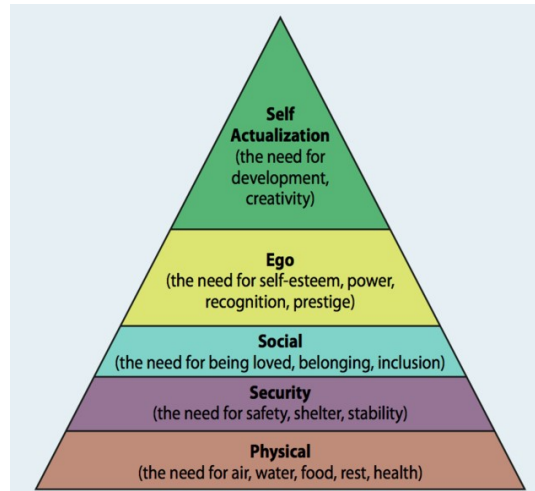 Self
Actualization
(the need for
development,
creativity)
Ego
(the need for self-esteem, power,
recognition, prestige)
Social
(the need for being loved, belonging, inclusion)
Security
(the need for safety, shelter, stability)
Physical
(the need for air, water, food, rest, health)